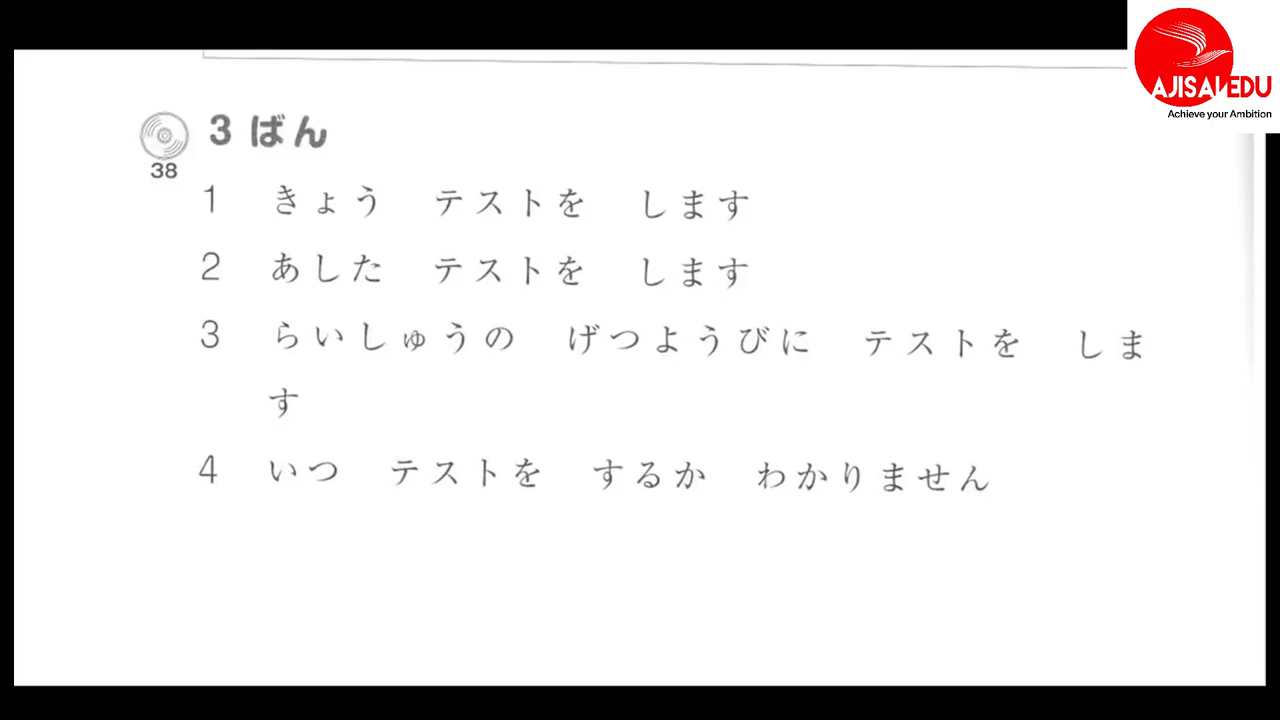 AJISAI EDU
Achieve your Ambition
3 ばん
38
1 きょう テストを します
2 あした テストを します
3 らいしゅうの げつようびに テストを しま
す
4 いつ テストを するか わかりません